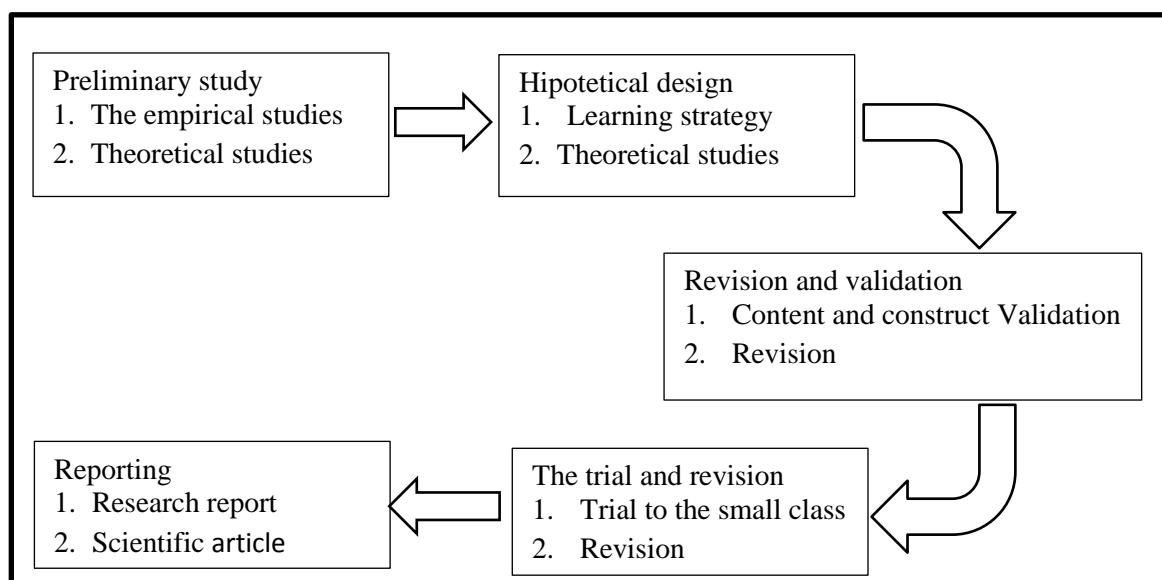 Preliminary study
1. The empirical studies
2. Theoretical studies
Hipotetical design
1. Learning strategy
2. Theoretical studies
Revision and validation
1. Content and construct Validation
2. Revision
The trial and revision
1. Trial to the small class
2. Revision
Reporting
1. Research report
2. Scientific article